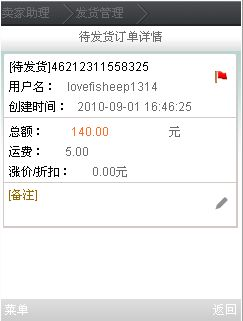 卖家助理 发货管理
待发货订单详情
[待发货]46212311558325
用户名： lovefisheep1314
创建时间： 2010-09-01 16:46:25
总额： 140.00 元
运费： 5.00
涨价/折扣： 0.00元
[备注]
菜单 返回